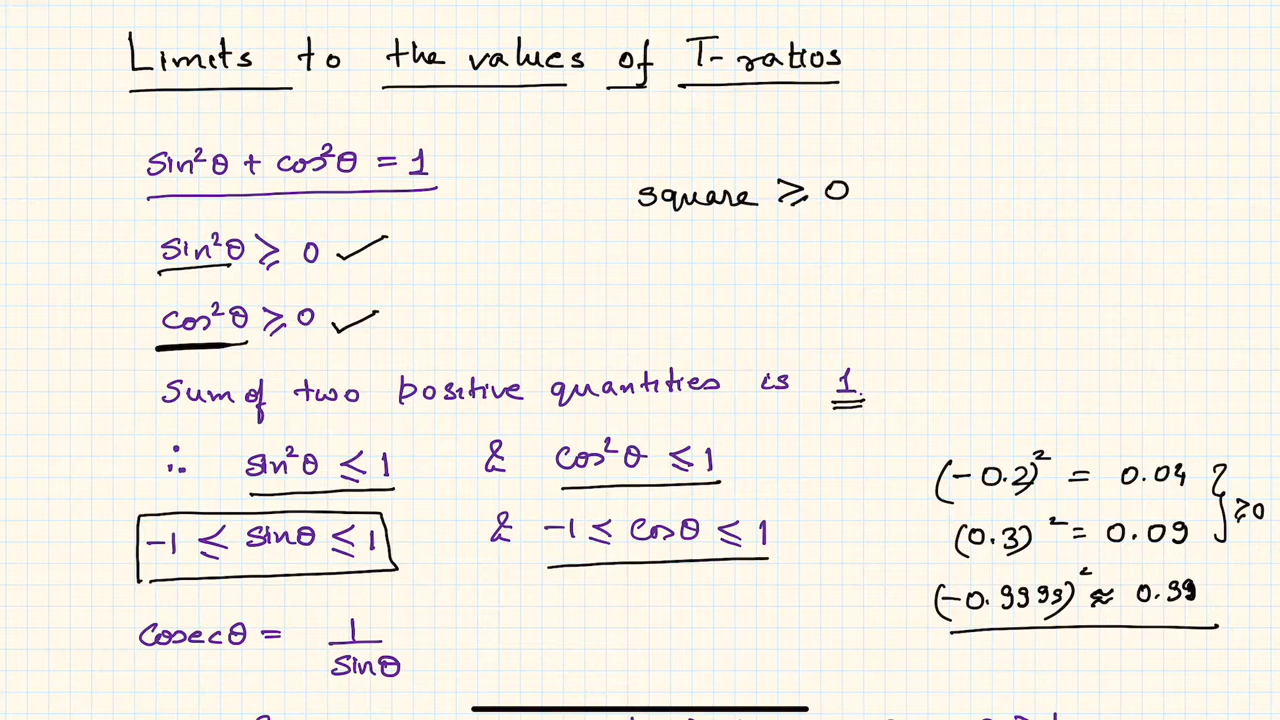 Limits to the values of T-ratios
sin²θ + cos²θ = 1
square ⩾ 0
sin²θ ⩾ 0 ✓
cos²θ ⩾ 0 ✓
Sum of two positive quantities is 1.
∴ sin²θ ⩽ 1 & cos²θ ⩽ 1
(-0.2)² = 0.04
-1 ⩽ sinθ ⩽ 1 & -1 ⩽ cosθ ⩽ 1
(0.3)² = 0.09
⩾0
(-0.9999)² ≈ 0.99
cosecθ = 1/sinθ